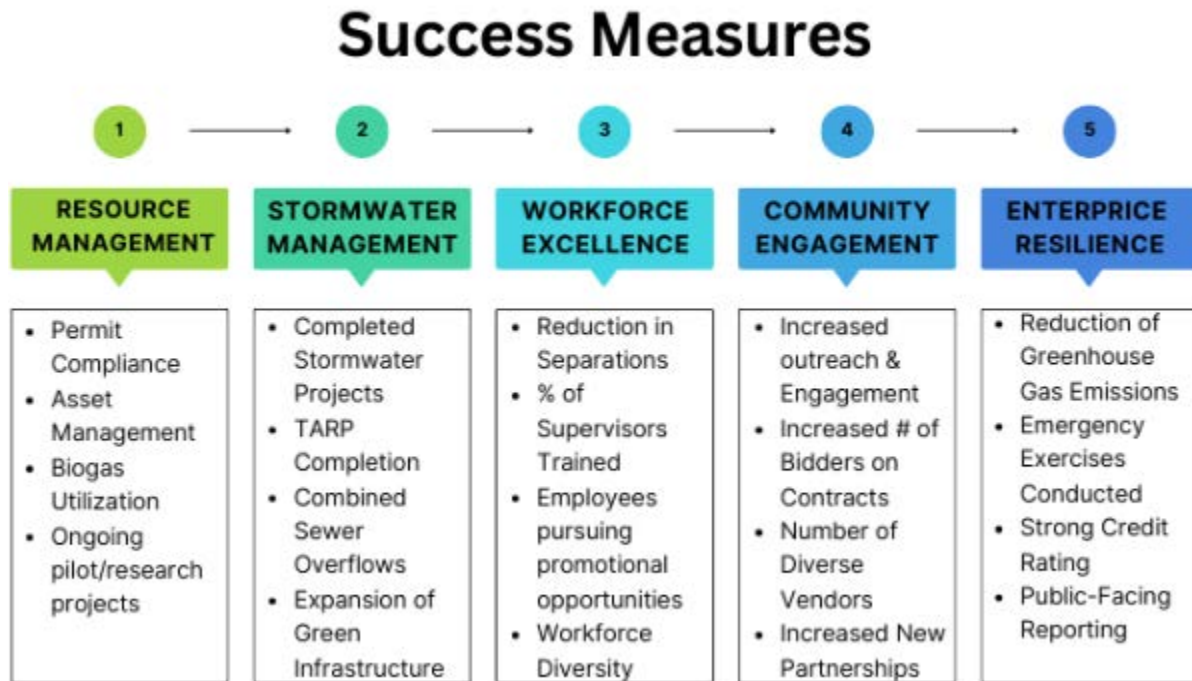 Success Measures
1
2
3
4
5
RESOURCE
MANAGEMENT
STORMWATER
MANAGEMENT
WORKFORCE
EXCELLENCE
COMMUNITY
ENGAGEMENT
ENTERPRICE
RESILIENCE
• Permit
Compliance
• Asset
Management
• Biogas
Utilization
• Ongoing
pilot/research
projects
• Completed
Stormwater
Projects
• TARP
Completion
• Combined
Sewer
Overflows
• Expansion of
Green
Infrastructure
• Reduction in
Separations
• % of
Supervisors
Trained
• Employees
pursuing
promotional
opportunities
• Workforce
Diversity
• Increased
outreach &
Engagement
• Increased # of
Bidders on
Contracts
• Number of
Diverse
Vendors
• Increased New
Partnerships
• Reduction of
Greenhouse
Gas Emissions
• Emergency
Exercises
Conducted
• Strong Credit
Rating
• Public-Facing
Reporting